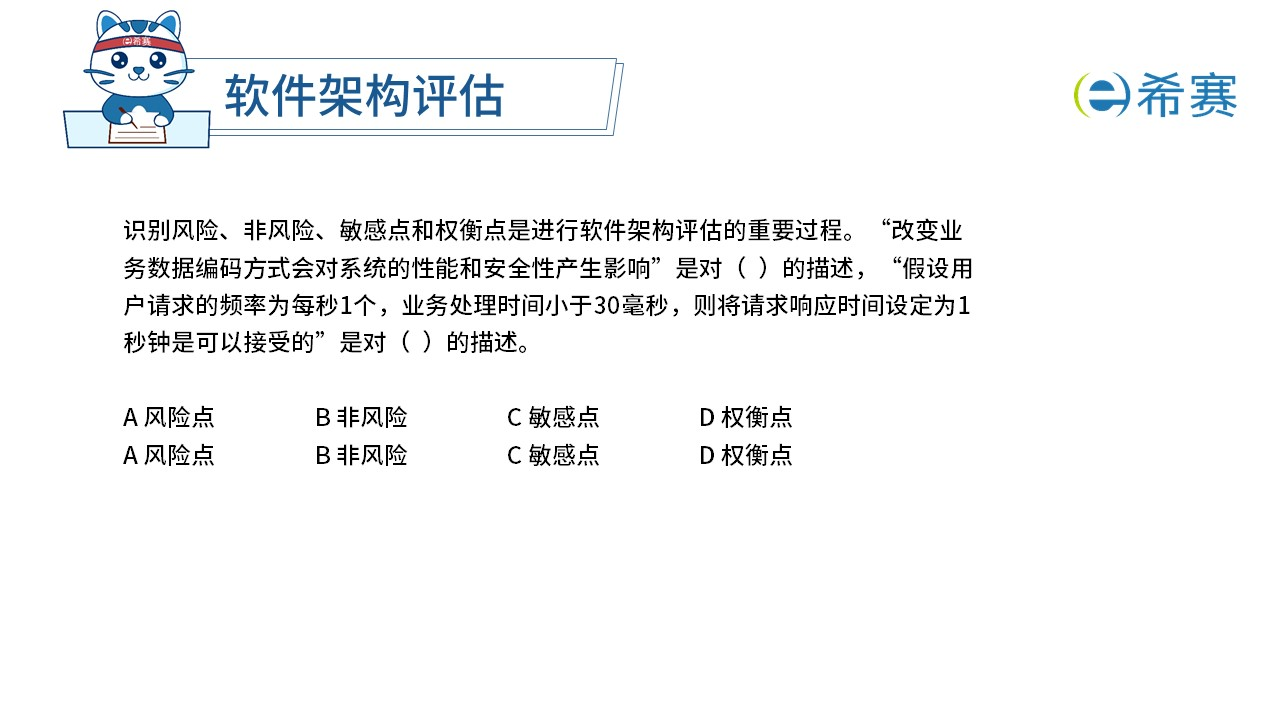 希赛
软件架构评估
希赛
识别风险、非风险、敏感点和权衡点是进行软件架构评估的重要过程。“改变业
务数据编码方式会对系统的性能和安全性产生影响”是对（ ）的描述，“假设用
户请求的频率为每秒1个，业务处理时间小于30毫秒，则将请求响应时间设定为1
秒钟是可以接受的”是对（ ）的描述。
A 风险点 B 非风险 C 敏感点 D 权衡点
A 风险点 B 非风险 C 敏感点 D 权衡点